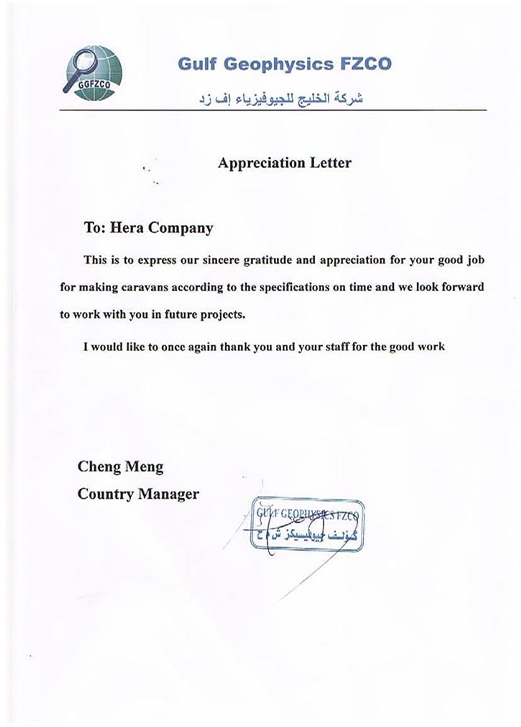 GGFZCO
Gulf Geophysics FZCO
شركة الخليج للجيوفيزياء إف زد
Appreciation Letter
To: Hera Company
This is to express our sincere gratitude and appreciation for your good job
for making caravans according to the specifications on time and we look forward
to work with you in future projects.
I would like to once again thank you and your staff for the good work
Cheng Meng
Country Manager
GULF GEOPHYSICS FZCO
جيوفيسيكز ش م ح